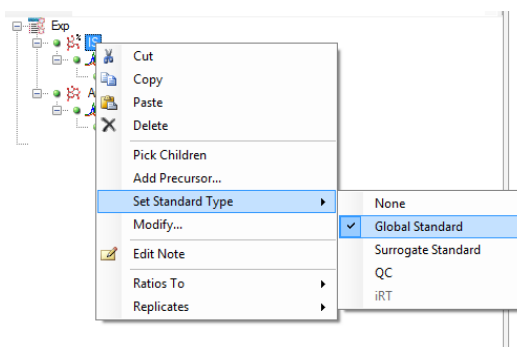 Exp
IS
A
Cut
Copy
Paste
Delete
Pick Children
Add Precursor...
Set Standard Type
Modify...
Edit Note
Ratios To
Replicates
None
Global Standard
Surrogate Standard
QC
iRT